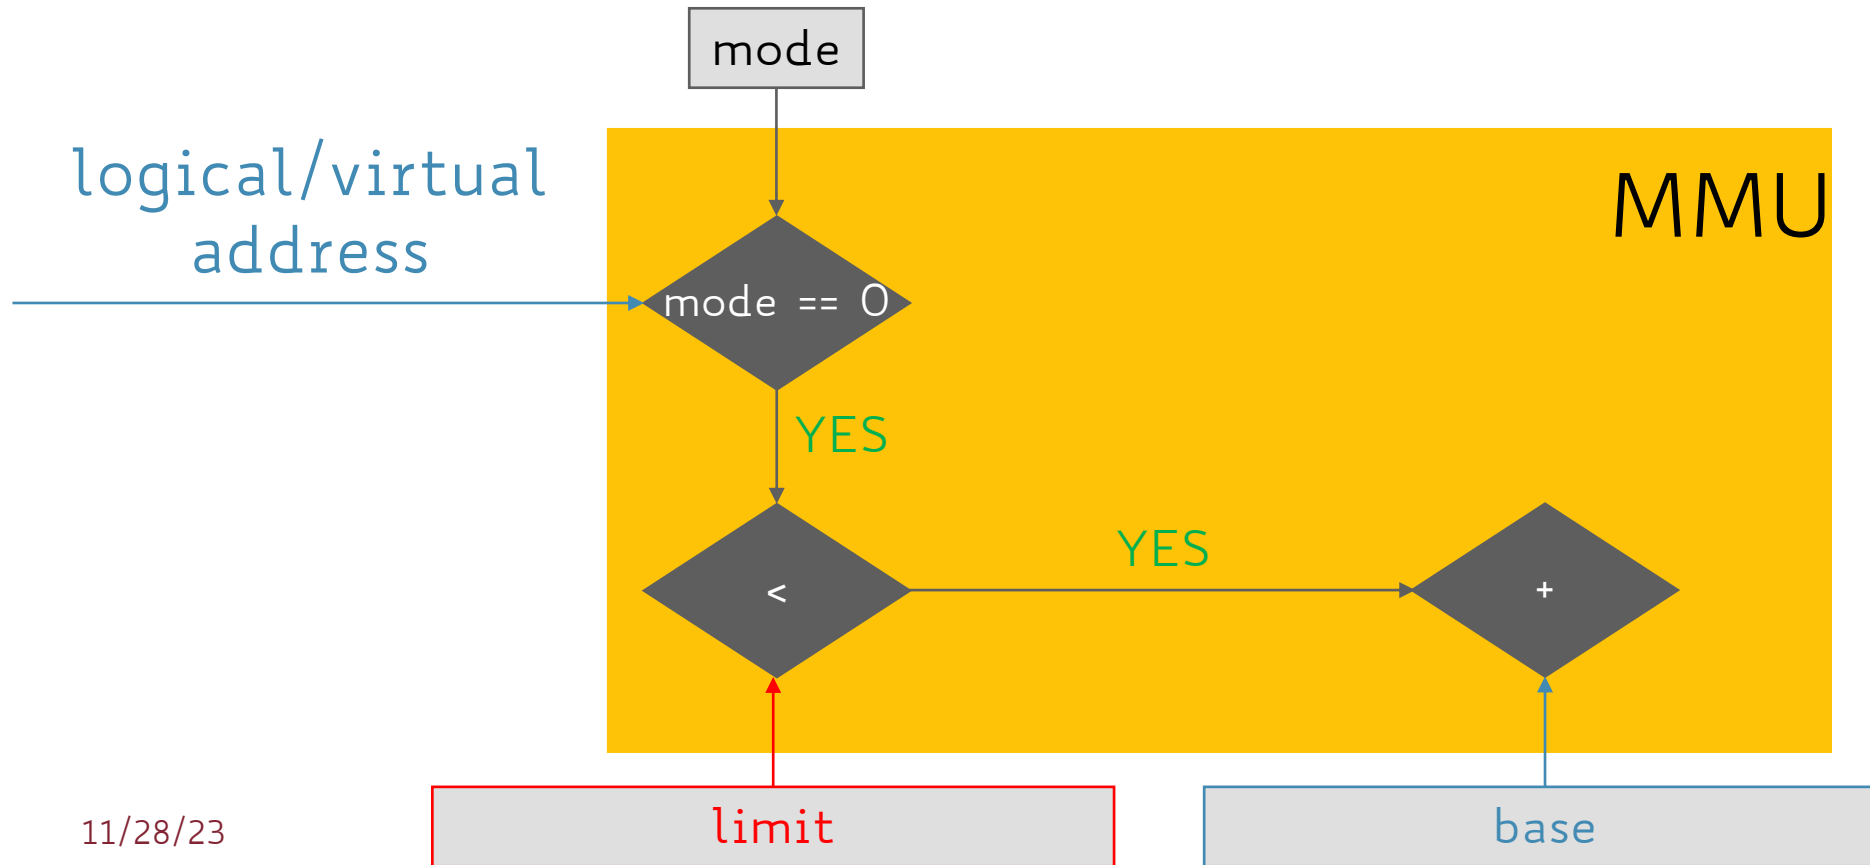 mode
logical/virtual
address
MMU
mode == 0
YES
YES
<
+
limit
base
11/28/23